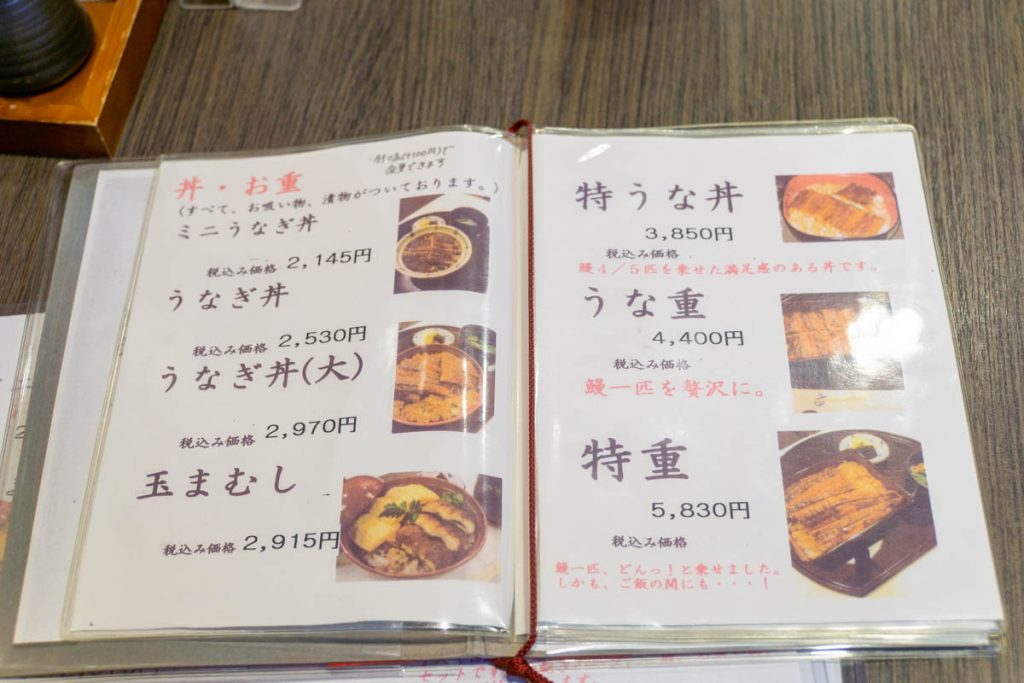 丼・お重
(+100円)で
変更できます
(すべて、お吸い物、漬物がついております。)
ミニうなぎ丼
税込み価格 2,145円
うなぎ丼
税込み価格 2,530円
うなぎ丼(大)
税込み価格 2,970円
玉まむし
税込み価格 2,915円
特うな丼
3,850円
税込み価格
鰻4/5匹を乗せた満足感のある丼です。
うな重
4,400円
税込み価格
鰻一匹を贅沢に。
特重
5,830円
税込み価格
鰻一匹、どんっ!と乗せました。
しかも、ご飯の間にも・・・!
セットです